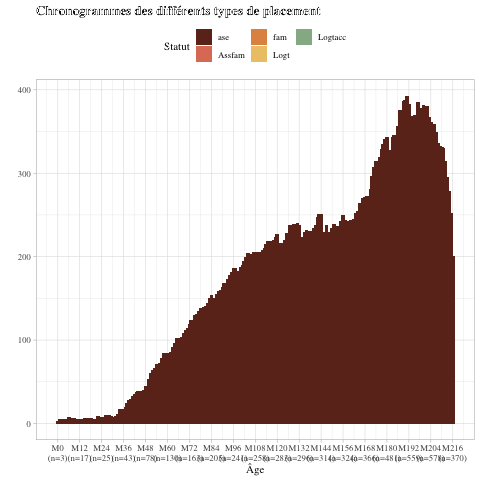 Chronogrammes des différents types de placement
Statut
ase
fam
Logtacc
Assfam
Logt
400
300
200
100
0
M0 M12 M24 M36 M48 M60 M72 M84 M96 M108 M120 M132 M144 M156 M168 M180 M192 M204 M216
(n=3) (n=17) (n=25) (n=43) (n=370)
Âge